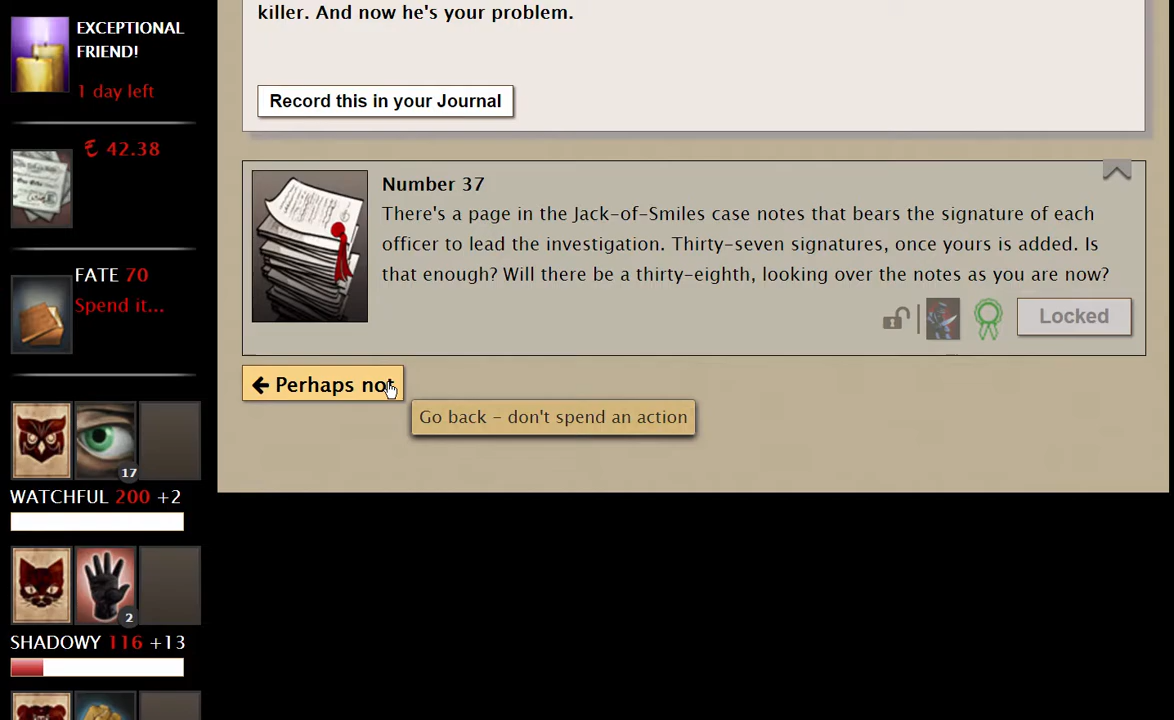 killer. And now he's your problem.
Record this in your Journal
EXCEPTIONAL
FRIEND!
1 day left
42.38
FATE 70
Spend it...
17
WATCHFUL 200 +2
2
SHADOWY 116 +13
Number 37
There's a page in the Jack-of-Smiles case notes that bears the signature of each
officer to lead the investigation. Thirty-seven signatures, once yours is added. Is
that enough? Will there be a thirty-eighth, looking over the notes as you are now?
Locked
Perhaps not
Go back - don't spend an action